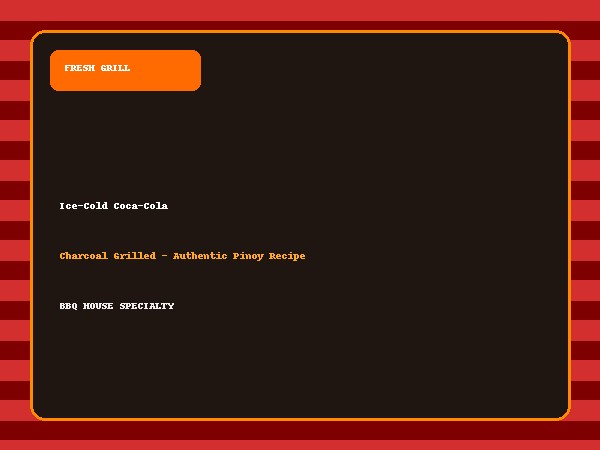 FRESH GRILL
Ice-Cold Coca-Cola
Charcoal Grilled - Authentic Pinoy Recipe
BBQ HOUSE SPECIALTY